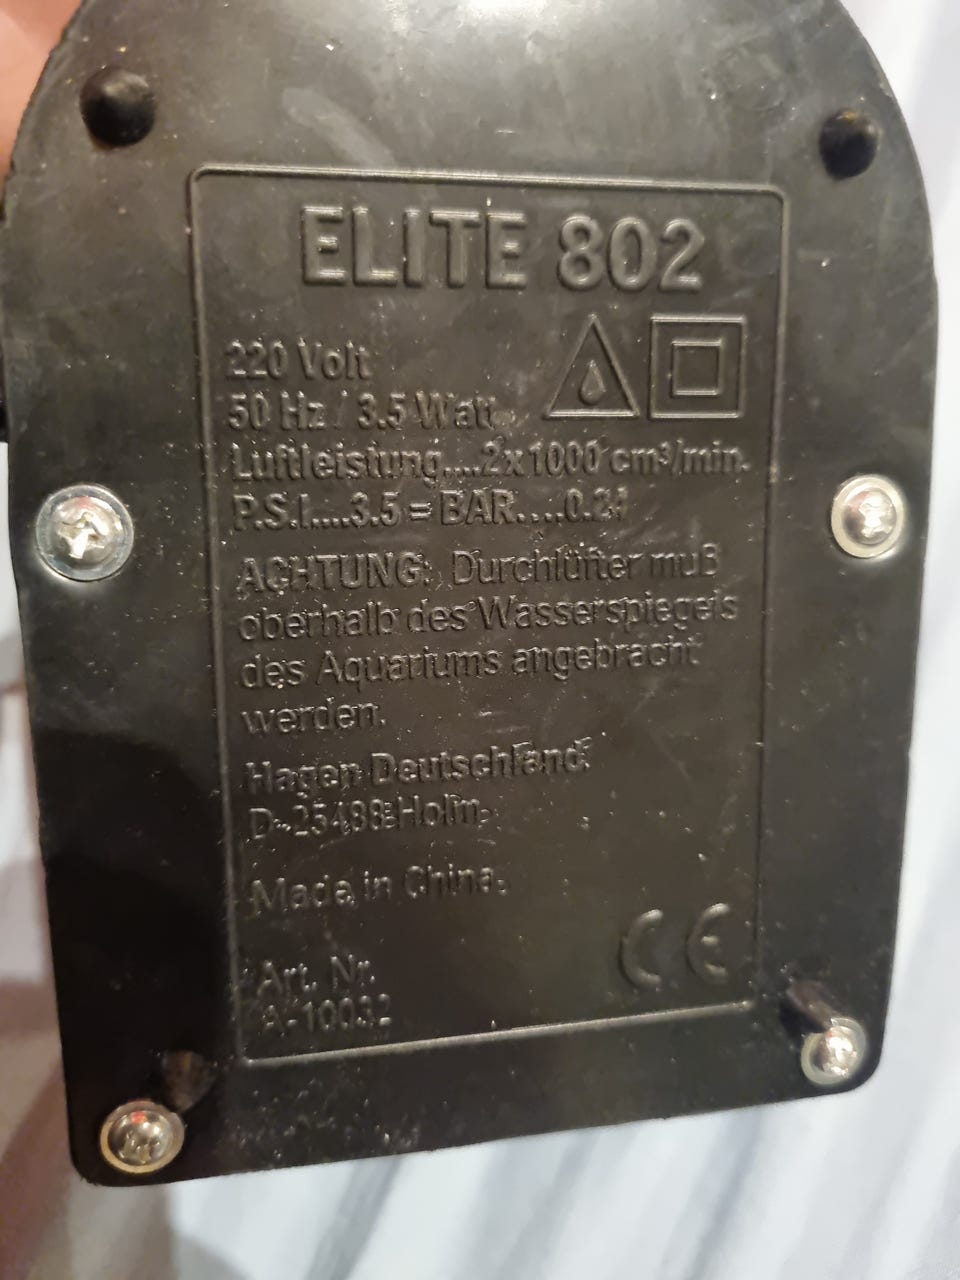 ELITE 802
220 Volt
50 Hz / 3.5 Watt
Luftleistung....2x1000 cm³/min.
P.S.I....3.5 = BAR....0.24
ACHTUNG: Durchlüfter muß
oberhalb des Wasserspiegels
des Aquariums angebracht
werden.
Hagen Deutschland.
D-25488 Holm
Made in China.
CE
Art. Nr.
A-10032